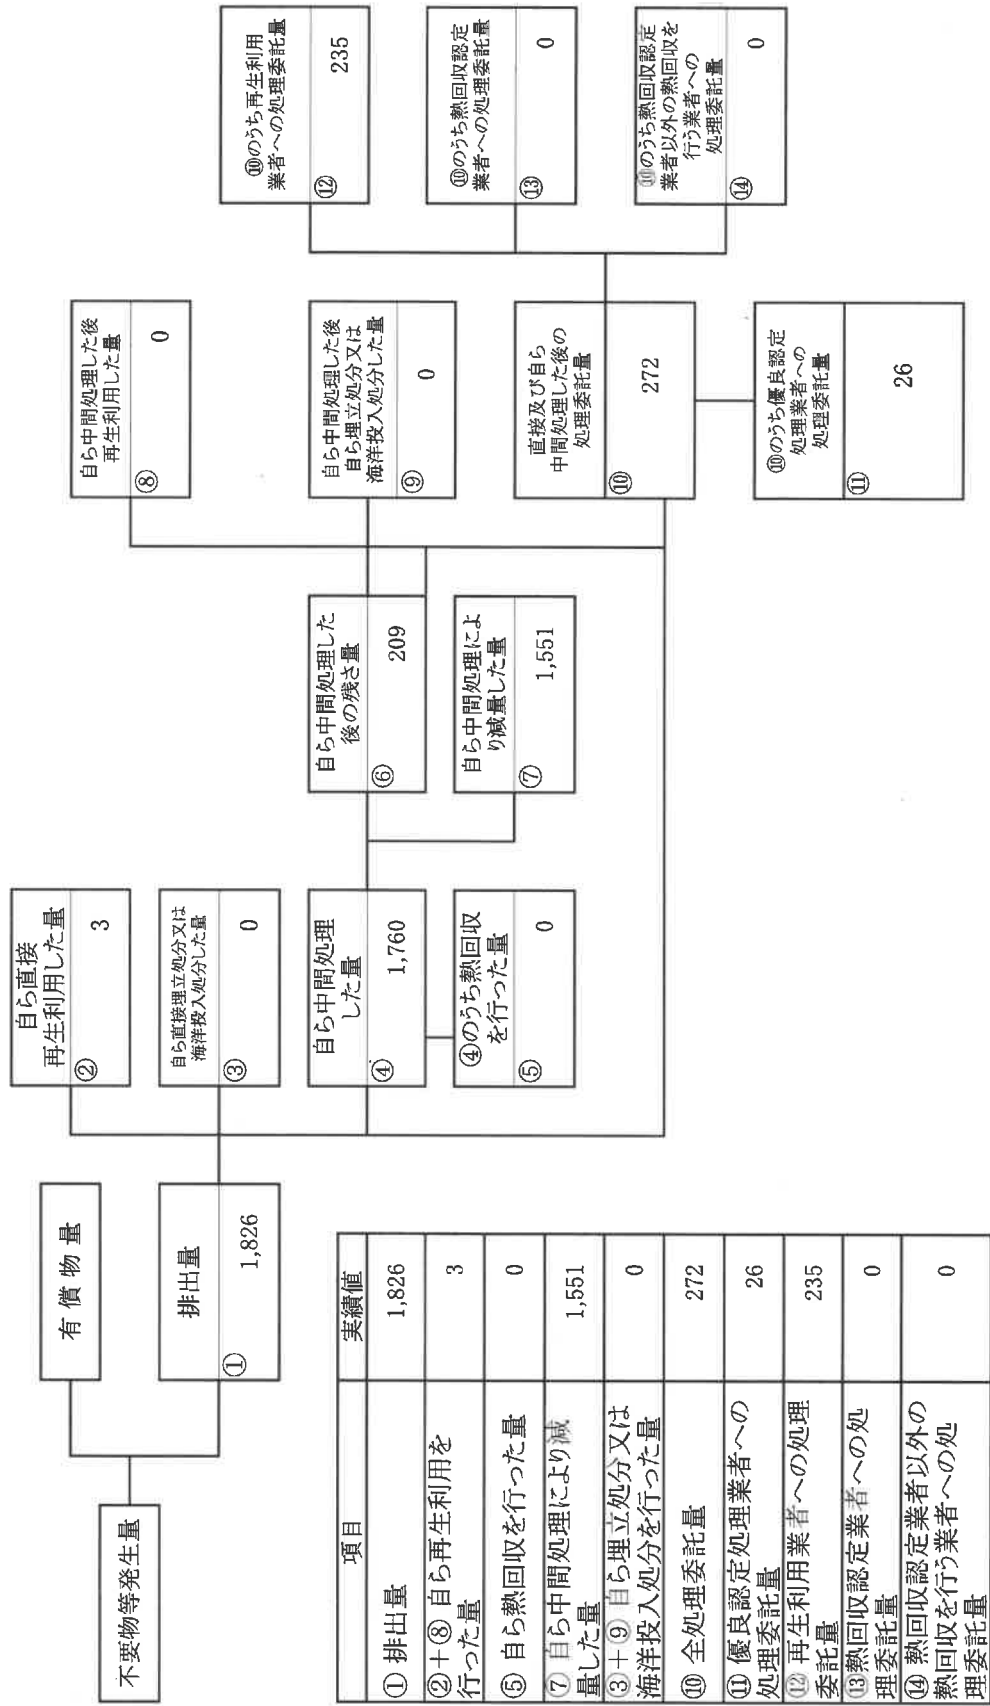 不要物等発生量
有償物量
排出量
①
1,826
自ら直接
再生利用した量
②
3
自ら直接埋立処分又は
海洋投入処分した量
③
0
自ら中間処理
した量
④
1,760
④のうち熱回収
を行った量
⑤
0
自ら中間処理した
後の残さ量
⑥
209
自ら中間処理によ
り減量した量
⑦
1,551
自ら中間処理した後
再生利用した量
⑧
0
自ら中間処理した後
自ら埋立処分又は
海洋投入処分した量
⑨
0
直接及び自ら
中間処理した後の
処理委託量
⑩
272
⑩のうち優良認定
処理業者への
処理委託量
⑪
26
⑩のうち再生利用
業者への処理委託量
⑫
235
⑩のうち熱回収認定
業者への処理委託量
⑬
0
⑩のうち熱回収認定
業者以外の熱回収を
行う業者への
処理委託量
⑭
0
項目 実績値
① 排出量 1,826
②+⑧ 自ら再生利用を
行った量 3
⑤ 自ら熱回収を行った量 0
⑦ 自ら中間処理により減
量した量 1,551
③+⑨ 自ら埋立処分又は
海洋投入処分を行った量 0
⑩ 全処理委託量 272
⑪ 優良認定処理業者への
処理委託量 26
⑫ 再生利用業者への処理
委託量 235
⑬熱回収認定業者への処
理委託量 0
⑭ 熱回収認定業者以外の
熱回収を行う業者への処
理委託量 0